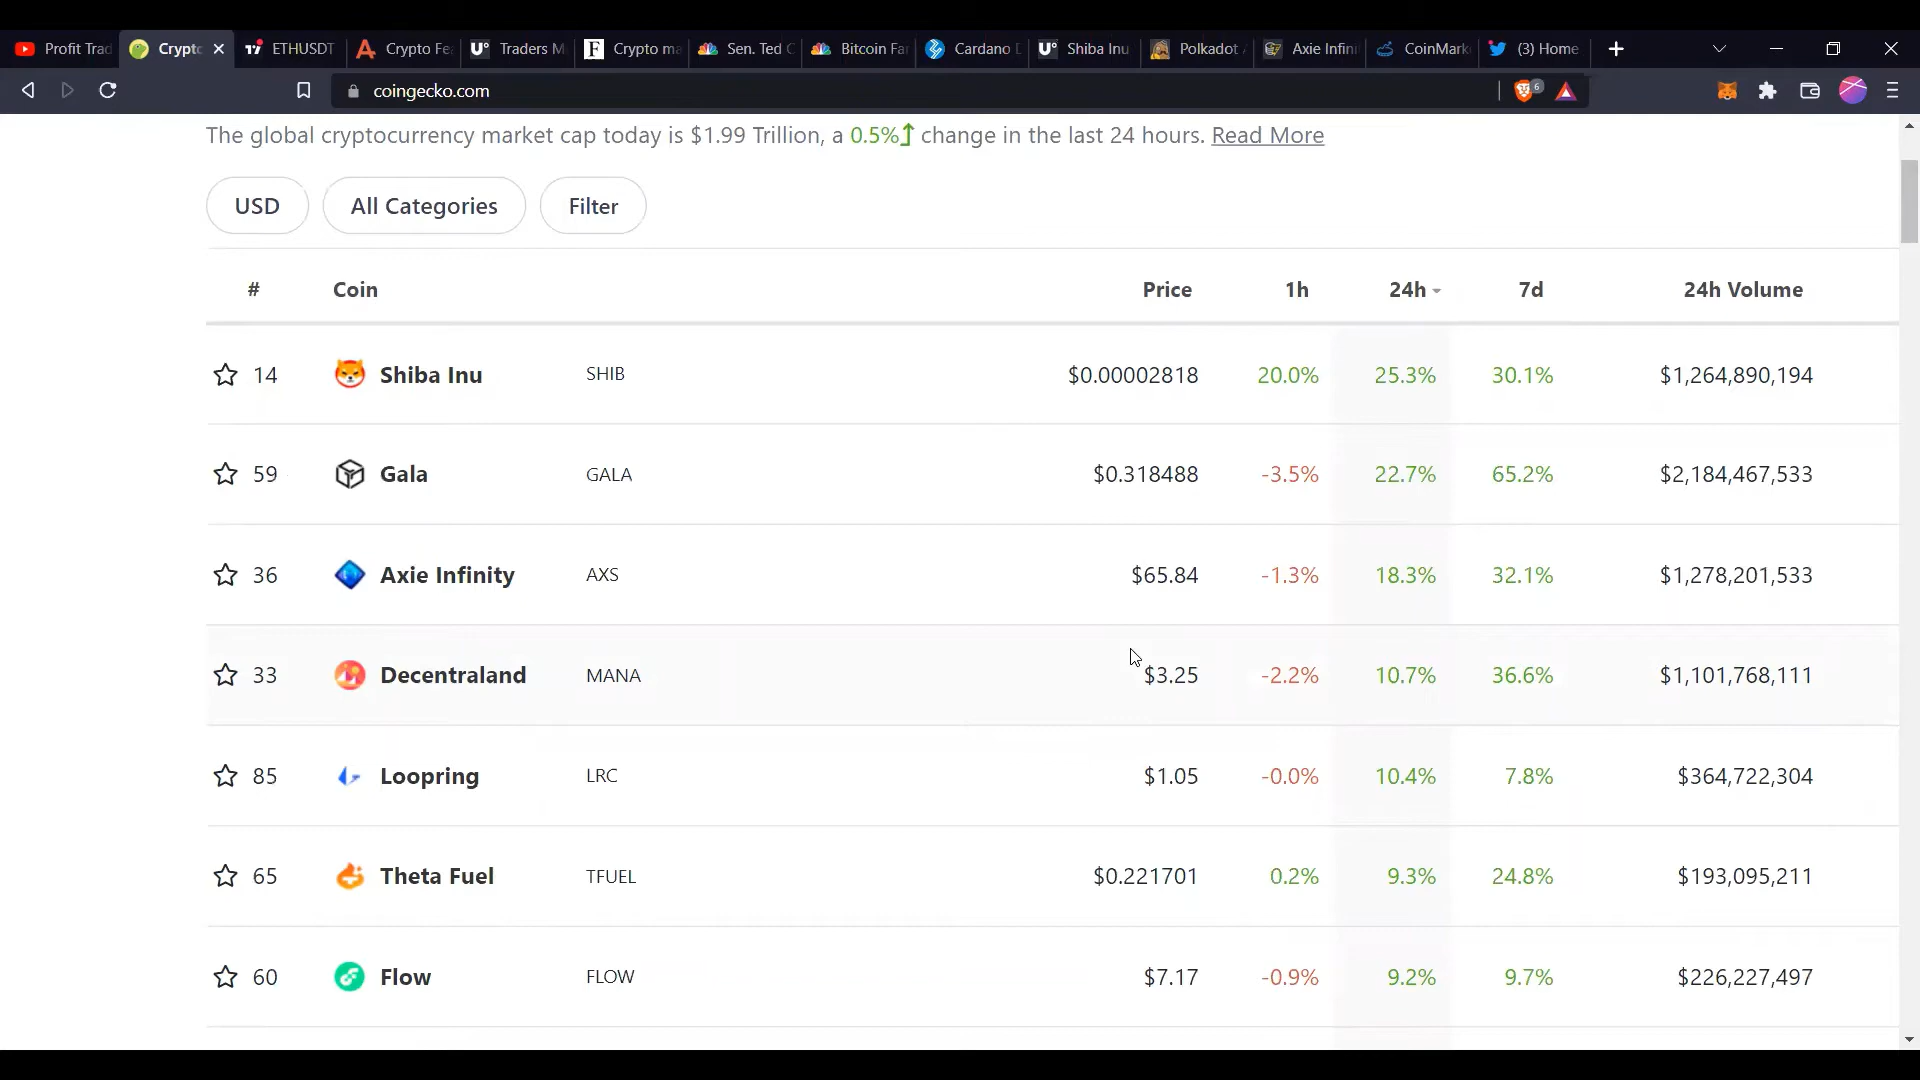 Profit Trad
Crypto
ETHUSDT
Crypto Fe
Traders M
Crypto ma
Sen. Ted C
Bitcoin Far
Cardano
Shiba Inu
Polkadot
Axie Infini
CoinMark
(3) Home
coingecko.com
6
The global cryptocurrency market cap today is $1.99 Trillion, a 0.5% change in the last 24 hours. Read More
USD All Categories Filter
# Coin Price 1h 24h 7d 24h Volume
14 Shiba Inu SHIB $0.00002818 20.0% 25.3% 30.1% $1,264,890,194
59 Gala GALA $0.318488 -3.5% 22.7% 65.2% $2,184,467,533
36 Axie Infinity AXS $65.84 -1.3% 18.3% 32.1% $1,278,201,533
33 Decentraland MANA $3.25 -2.2% 10.7% 36.6% $1,101,768,111
85 Loopring LRC $1.05 -0.0% 10.4% 7.8% $364,722,304
65 Theta Fuel TFUEL $0.221701 0.2% 9.3% 24.8% $193,095,211
60 Flow FLOW $7.17 -0.9% 9.2% 9.7% $226,227,497